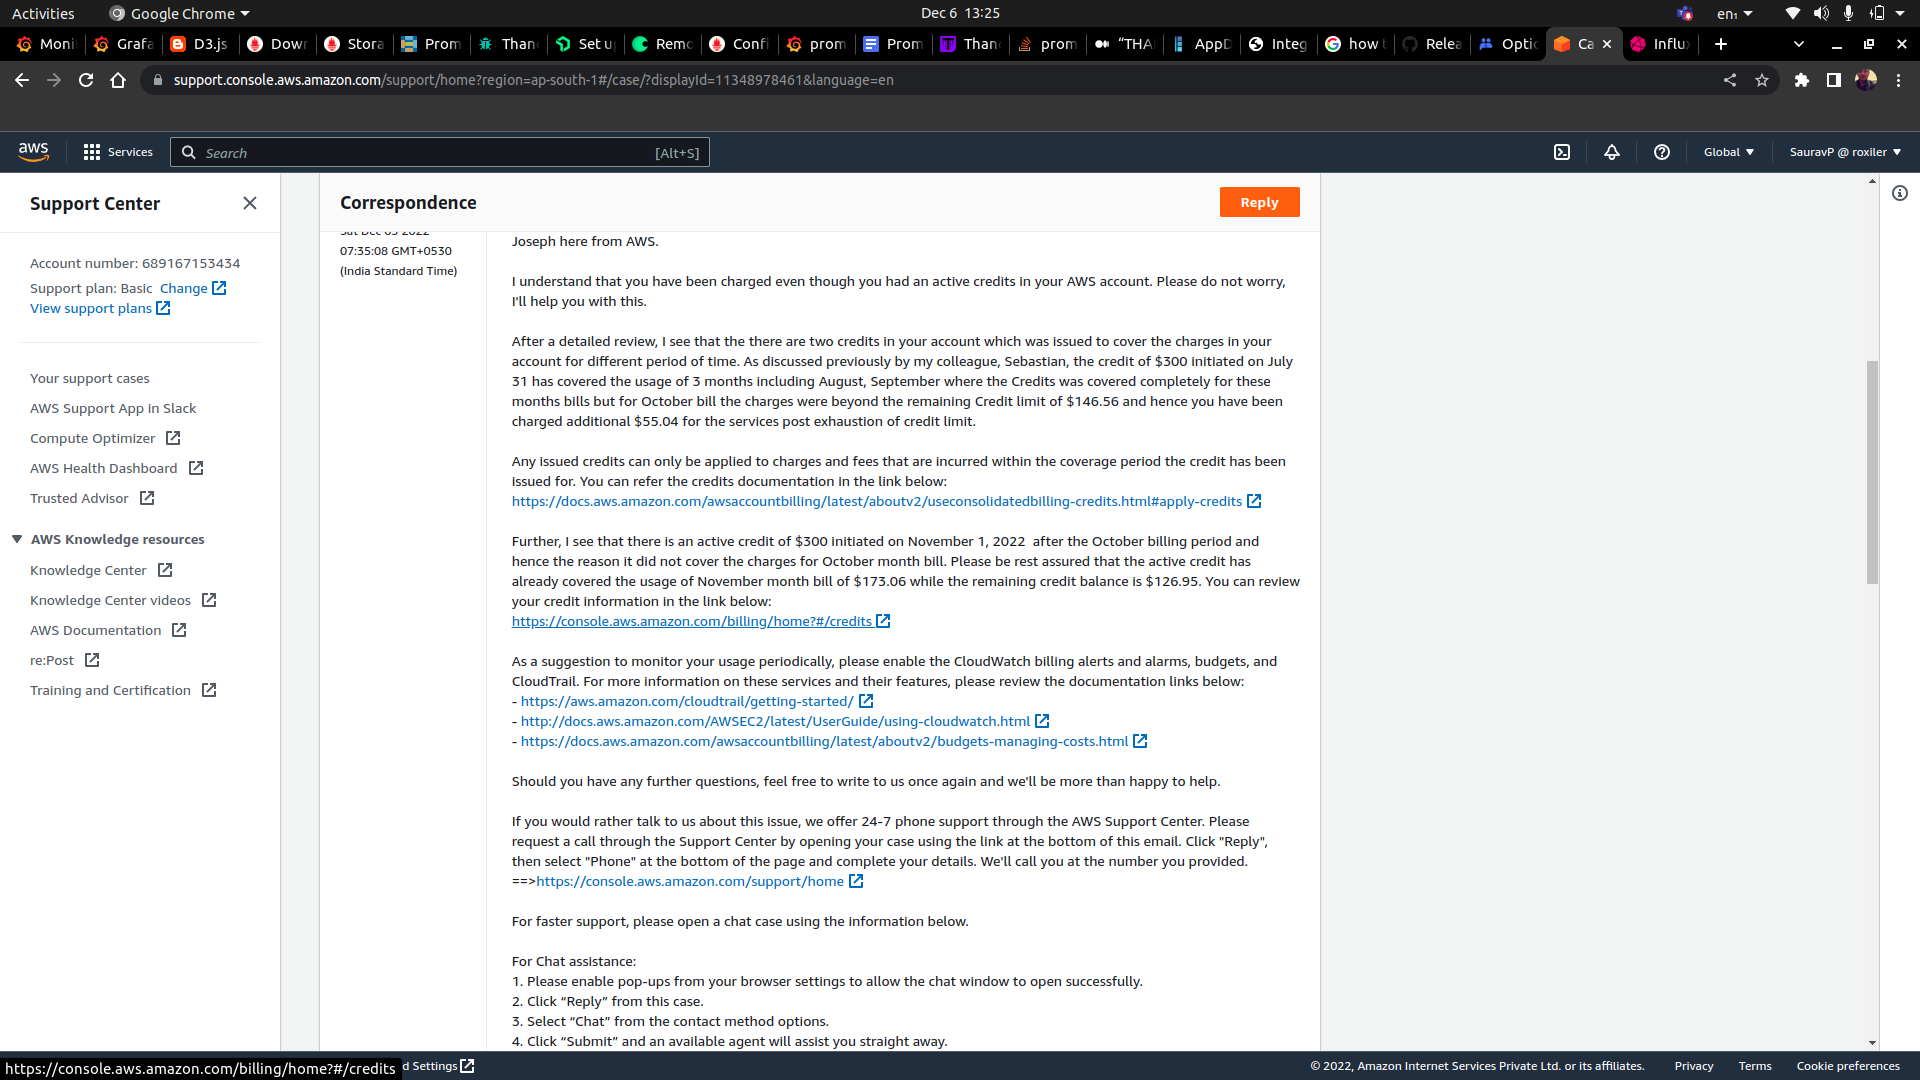 Activities
Google Chrome
Dec 6 13:25
en₁
Moni
Grafa
D3.js
Down
Stora
Prom
Than
Set u
Remo
Confi
prom
Prom
Than
prom
"THA
AppD
Integ
how t
Relea
Optic
Ca
Influx
support.console.aws.amazon.com/support/home?region=ap-south-1#/case/?displayId=11348978461&language=en
aws
Services
Search
[Alt+S]
Global
SauravP @ roxiler
Support Center
Account number: 689167153434
Support plan: Basic Change
View support plans
Your support cases
AWS Support App in Slack
Compute Optimizer
AWS Health Dashboard
Trusted Advisor
AWS Knowledge resources
Knowledge Center
Knowledge Center videos
AWS Documentation
re:Post
Training and Certification
Correspondence
Reply
Sat Dec 03 2022
07:35:08 GMT+0530
(India Standard Time)
Joseph here from AWS.
I understand that you have been charged even though you had an active credits in your AWS account. Please do not worry,
I'll help you with this.
After a detailed review, I see that the there are two credits in your account which was issued to cover the charges in your
account for different period of time. As discussed previously by my colleague, Sebastian, the credit of $300 initiated on July
31 has covered the usage of 3 months including August, September where the Credits was covered completely for these
months bills but for October bill the charges were beyond the remaining Credit limit of $146.56 and hence you have been
charged additional $55.04 for the services post exhaustion of credit limit.
Any issued credits can only be applied to charges and fees that are incurred within the coverage period the credit has been
issued for. You can refer the credits documentation in the link below:
https://docs.aws.amazon.com/awsaccountbilling/latest/aboutv2/useconsolidatedbilling-credits.html#apply-credits
Further, I see that there is an active credit of $300 initiated on November 1, 2022 after the October billing period and
hence the reason it did not cover the charges for October month bill. Please be rest assured that the active credit has
already covered the usage of November month bill of $173.06 while the remaining credit balance is $126.95. You can review
your credit information in the link below:
https://console.aws.amazon.com/billing/home?#/credits
As a suggestion to monitor your usage periodically, please enable the CloudWatch billing alerts and alarms, budgets, and
CloudTrail. For more information on these services and their features, please review the documentation links below:
- https://aws.amazon.com/cloudtrail/getting-started/
- http://docs.aws.amazon.com/AWSEC2/latest/UserGuide/using-cloudwatch.html
- https://docs.aws.amazon.com/awsaccountbilling/latest/aboutv2/budgets-managing-costs.html
Should you have any further questions, feel free to write to us once again and we'll be more than happy to help.
If you would rather talk to us about this issue, we offer 24-7 phone support through the AWS Support Center. Please
request a call through the Support Center by opening your case using the link at the bottom of this email. Click "Reply",
then select "Phone" at the bottom of the page and complete your details. We'll call you at the number you provided.
==>https://console.aws.amazon.com/support/home
For faster support, please open a chat case using the information below.
For Chat assistance:
1. Please enable pop-ups from your browser settings to allow the chat window to open successfully.
2. Click “Reply” from this case.
3. Select “Chat” from the contact method options.
4. Click “Submit” and an available agent will assist you straight away.
https://console.aws.amazon.com/billing/home?#/credits
d Settings
© 2022, Amazon Internet Services Private Ltd. or its affiliates.
Privacy
Terms
Cookie preferences